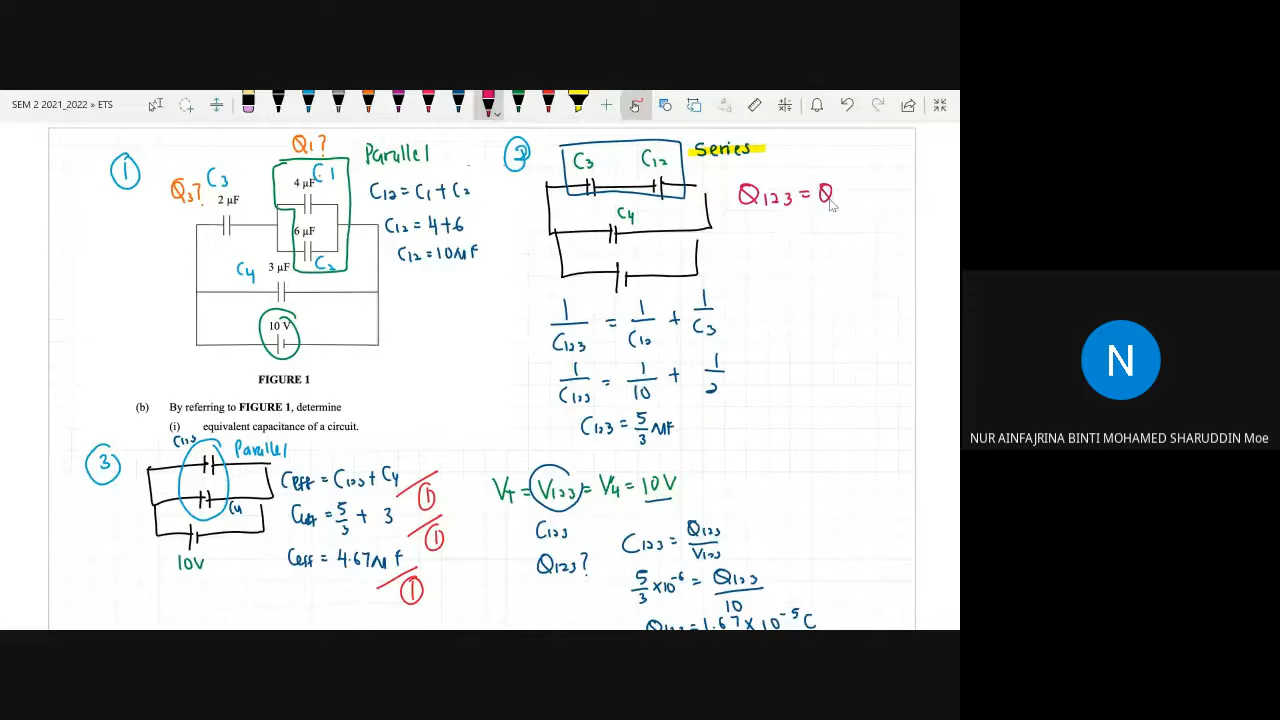 SEM 2 2021_2022 » ETS
①
Q1?
Parallel
Q3?
C3
C1
4 µF
2 µF
C12 = C1 + C2
6 µF
C12 = 4+6
C2
C12 = 10µF
C4
3 µF
10 V
FIGURE 1
(b) By referring to FIGURE 1, determine
(i) equivalent capacitance of a circuit.
②
C3 C12
Series
Q123 = Q
C4
1/C123 = 1/C12 + 1/C3
1/C123 = 1/10 + 1/2
C123 = 5/3 µF
③
C123
Parallel
C4
10V
Ceff = C123 + C4 ①
Ceff = 5/3 + 3 ①
Ceff = 4.67µF ①
VT = V123 = V4 = 10V
C123
Q123?
C123 = Q123/V123
5/3 ×10⁻⁶ = Q123/10
Q123 = 1.67 × 10⁻⁵ C
N
NUR AINFAJRINA BINTI MOHAMED SHARUDDIN Moe